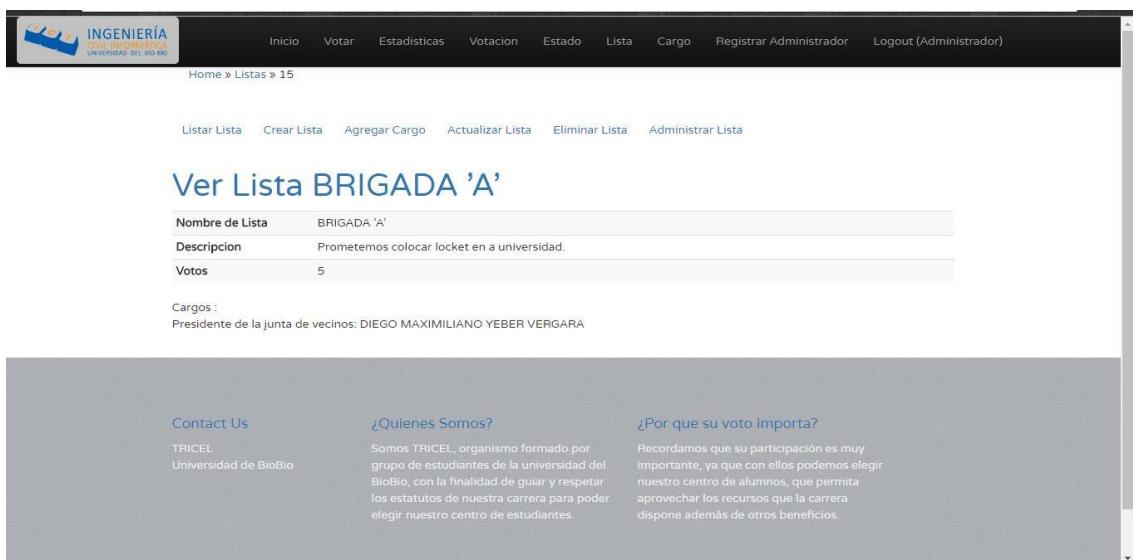 INGENIERÍA
CIVIL INFORMÁTICA
UNIVERSIDAD DEL BÍO-BÍO
Inicio Votar Estadisticas Votacion Estado Lista Cargo Registrar Administrador Logout (Administrador)
Home » Listas » 15
Listar Lista Crear Lista Agregar Cargo Actualizar Lista Eliminar Lista Administrar Lista
Ver Lista BRIGADA 'A'
Nombre de Lista BRIGADA 'A'
Descripcion Prometemos colocar locket en a universidad.
Votos 5
Cargos :
Presidente de la junta de vecinos: DIEGO MAXIMILIANO YEBER VERGARA
Contact Us
TRICEL
Universidad de BioBio
¿Quienes Somos?
Somos TRICEL, organismo formado por
grupo de estudiantes de la universidad del
BioBio, con la finalidad de guiar y respetar
los estatutos de nuestra carrera para poder
elegir nuestro centro de estudiantes.
¿Por que su voto importa?
Recordamos que su participación es muy
importante, ya que con ellos podemos elegir
nuestro centro de alumnos, que permita
aprovechar los recursos que la carrera
dispone además de otros beneficios.